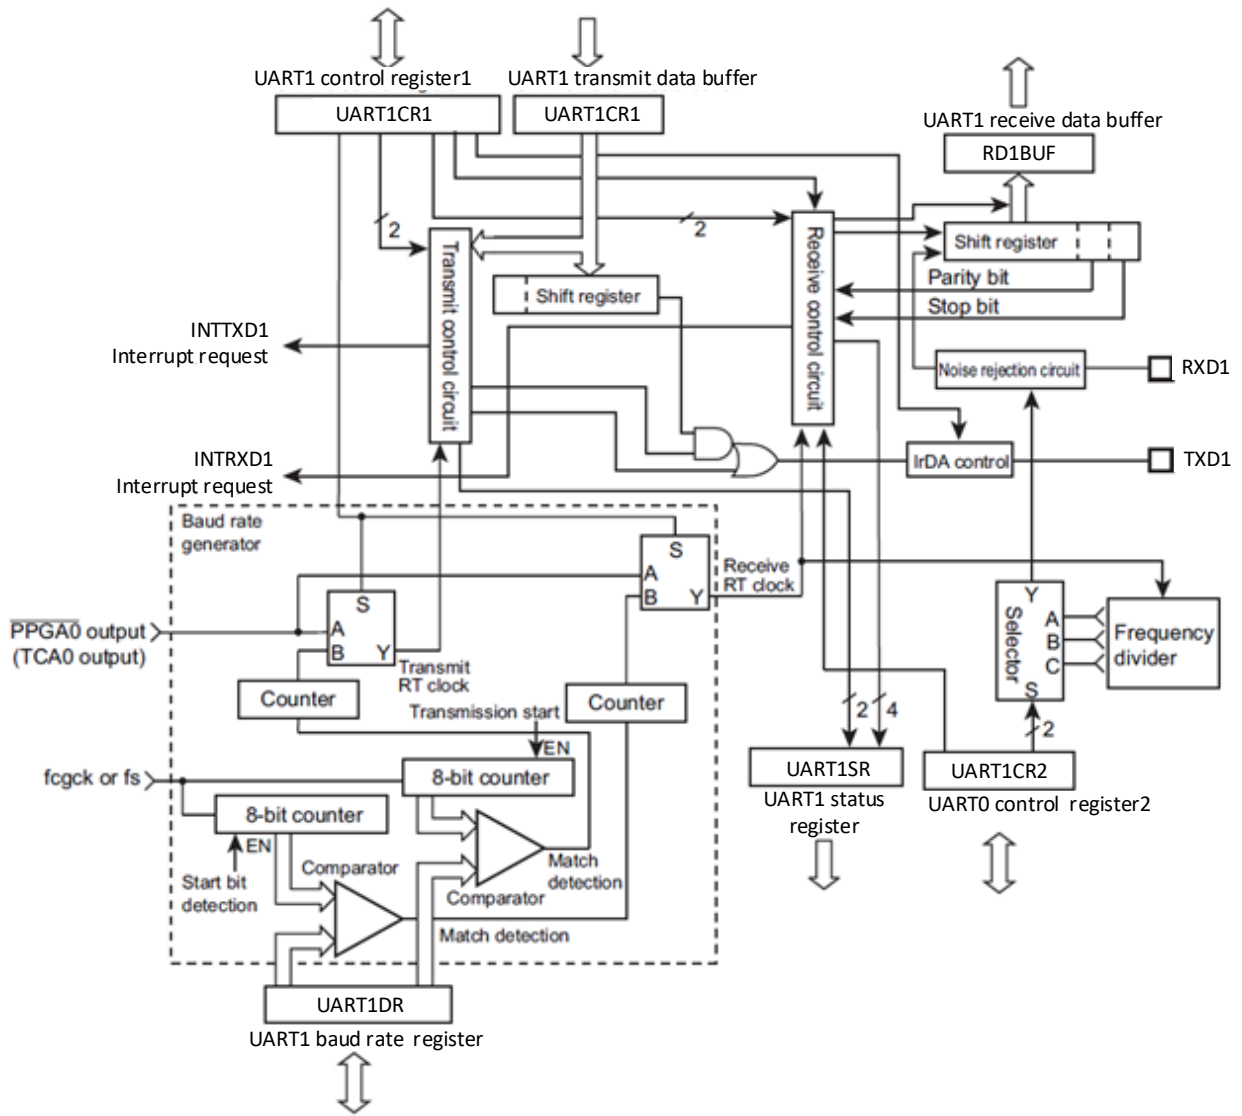 UART1 control register1
UART1CR1
UART1 transmit data buffer
UART1CR1
UART1 receive data buffer
RD1BUF
2
2
Transmit control circuit
Receive control circuit
Shift register
Shift register
Parity bit
Stop bit
INTTXD1
Interrupt request
Noise rejection circuit
RXD1
INTRXD1
Interrupt request
IrDA control
TXD1
Baud rate
generator
S
A
B
Y
Receive
RT clock
PPGA0 output
(TCA0 output)
S
A
B
Y
Transmit
RT clock
Y
Selector
A
B
C
S
Frequency
divider
Counter
Counter
Transmission start
EN
2
4
2
fcgck or fs
8-bit counter
8-bit counter
EN
Start bit
detection
Comparator
Comparator
Match
detection
Match detection
UART1SR
UART1 status
register
UART1CR2
UART0 control register2
UART1DR
UART1 baud rate register